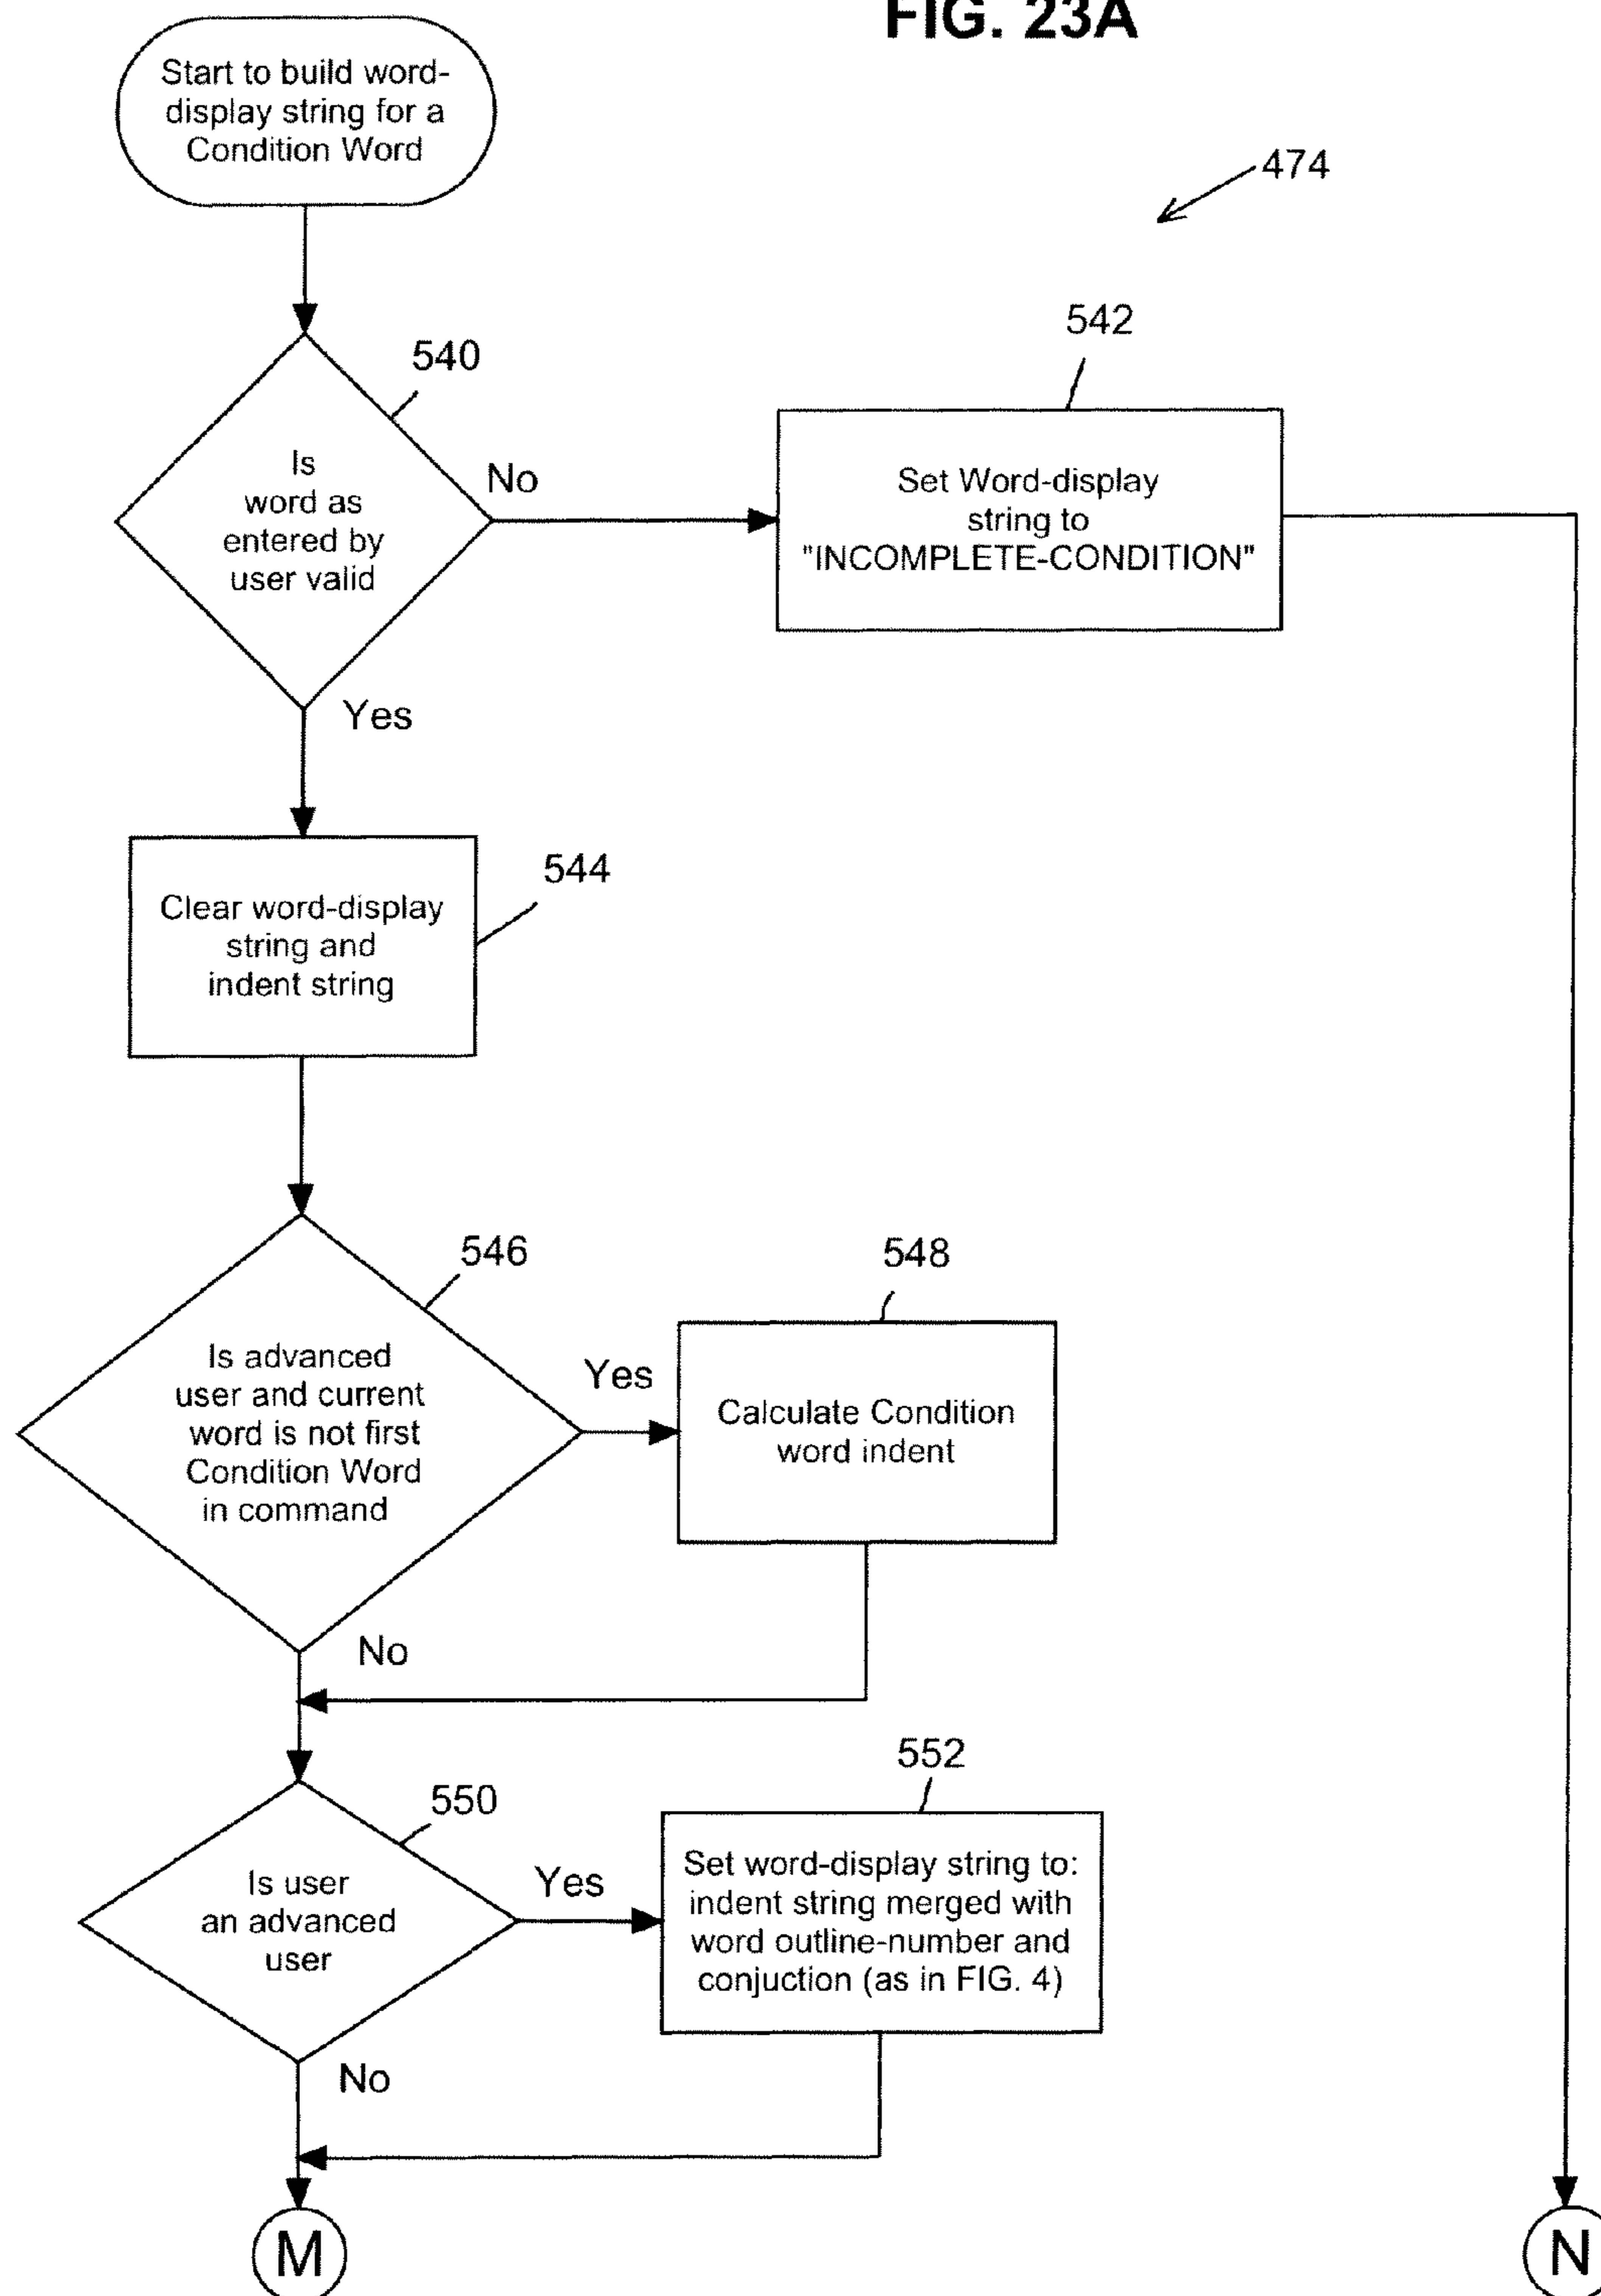 FIG. 23A
Start to build word-
display string for a
Condition Word
474
540
Is
word as
entered by
user valid
No
542
Set Word-display
string to
"INCOMPLETE-CONDITION"
Yes
544
Clear word-display
string and
indent string
546
Is advanced
user and current
word is not first
Condition Word
in command
Yes
548
Calculate Condition
word indent
No
550
Is user
an advanced
user
Yes
552
Set word-display string to:
indent string merged with
word outline-number and
conjuction (as in FIG. 4)
No
M
N